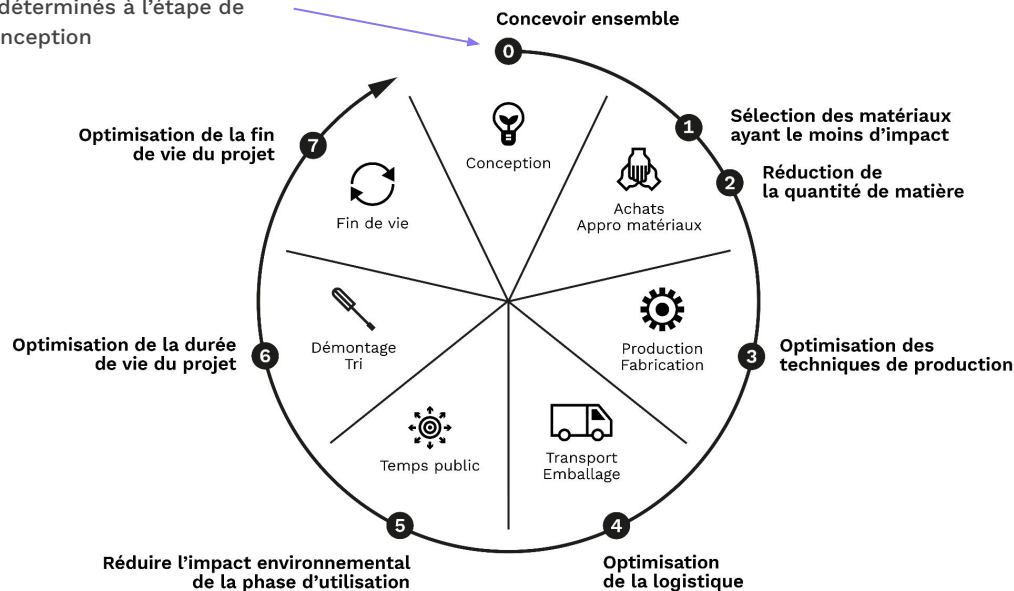 déterminés à l'étape de
nception
Concevoir ensemble
0
1
Sélection des matériaux
ayant le moins d'impact
2
Réduction de
la quantité de matière
3
Optimisation des
techniques de production
4
Optimisation
de la logistique
5
Réduire l'impact environnemental
de la phase d'utilisation
6
Optimisation de la durée
de vie du projet
7
Optimisation de la fin
de vie du projet
Conception
Achats
Appro matériaux
Production
Fabrication
Transport
Emballage
Temps public
Démontage
Tri
Fin de vie